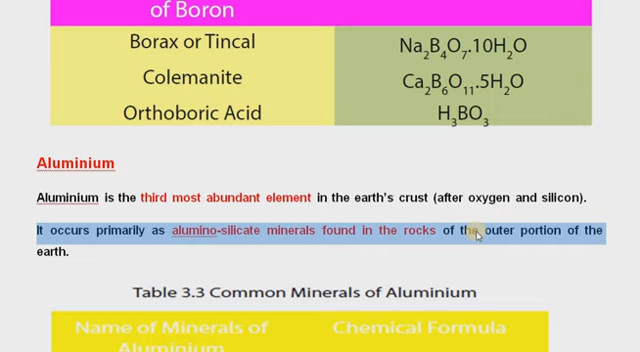 of Boron
Borax or Tincal Na₂B₄O₇.10H₂O
Colemanite Ca₂B₆O₁₁.5H₂O
Orthoboric Acid H₃BO₃
Aluminium
Aluminium is the third most abundant element in the earth's crust (after oxygen and silicon).
It occurs primarily as alumino-silicate minerals found in the rocks of the outer portion of the
earth.
Table 3.3 Common Minerals of Aluminium
Name of Minerals of Chemical Formula
Aluminium